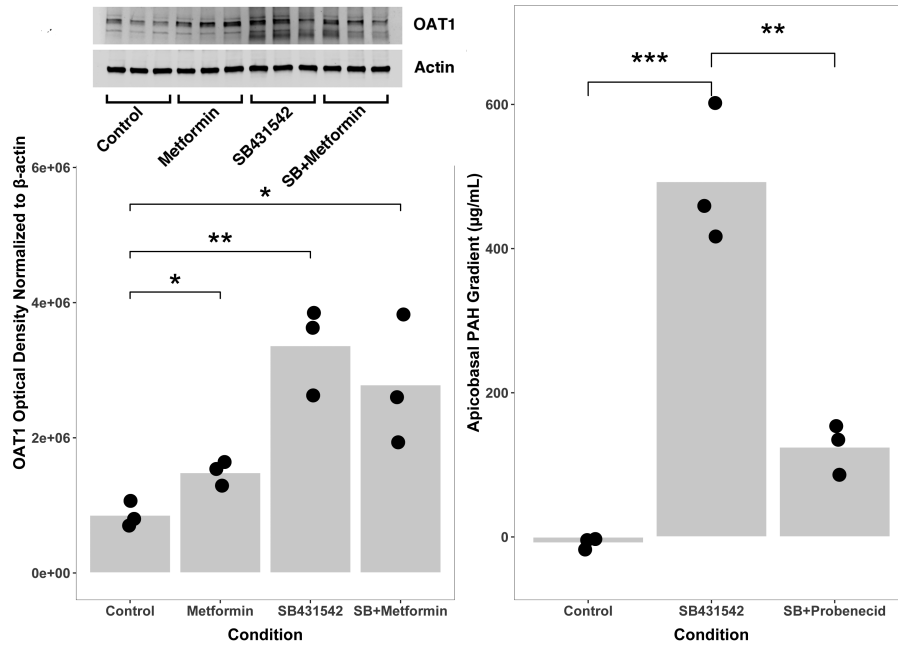 OAT1
Actin
Control
Metformin
SB431542
SB+Metformin
OAT1 Optical Density Normalized to β-actin
6e+06
4e+06
2e+06
0e+00
*
**
*
Control Metformin SB431542 SB+Metformin
Condition
Apicobasal PAH Gradient (µg/mL)
600
400
200
0
***
**
Control SB431542 SB+Probenecid
Condition